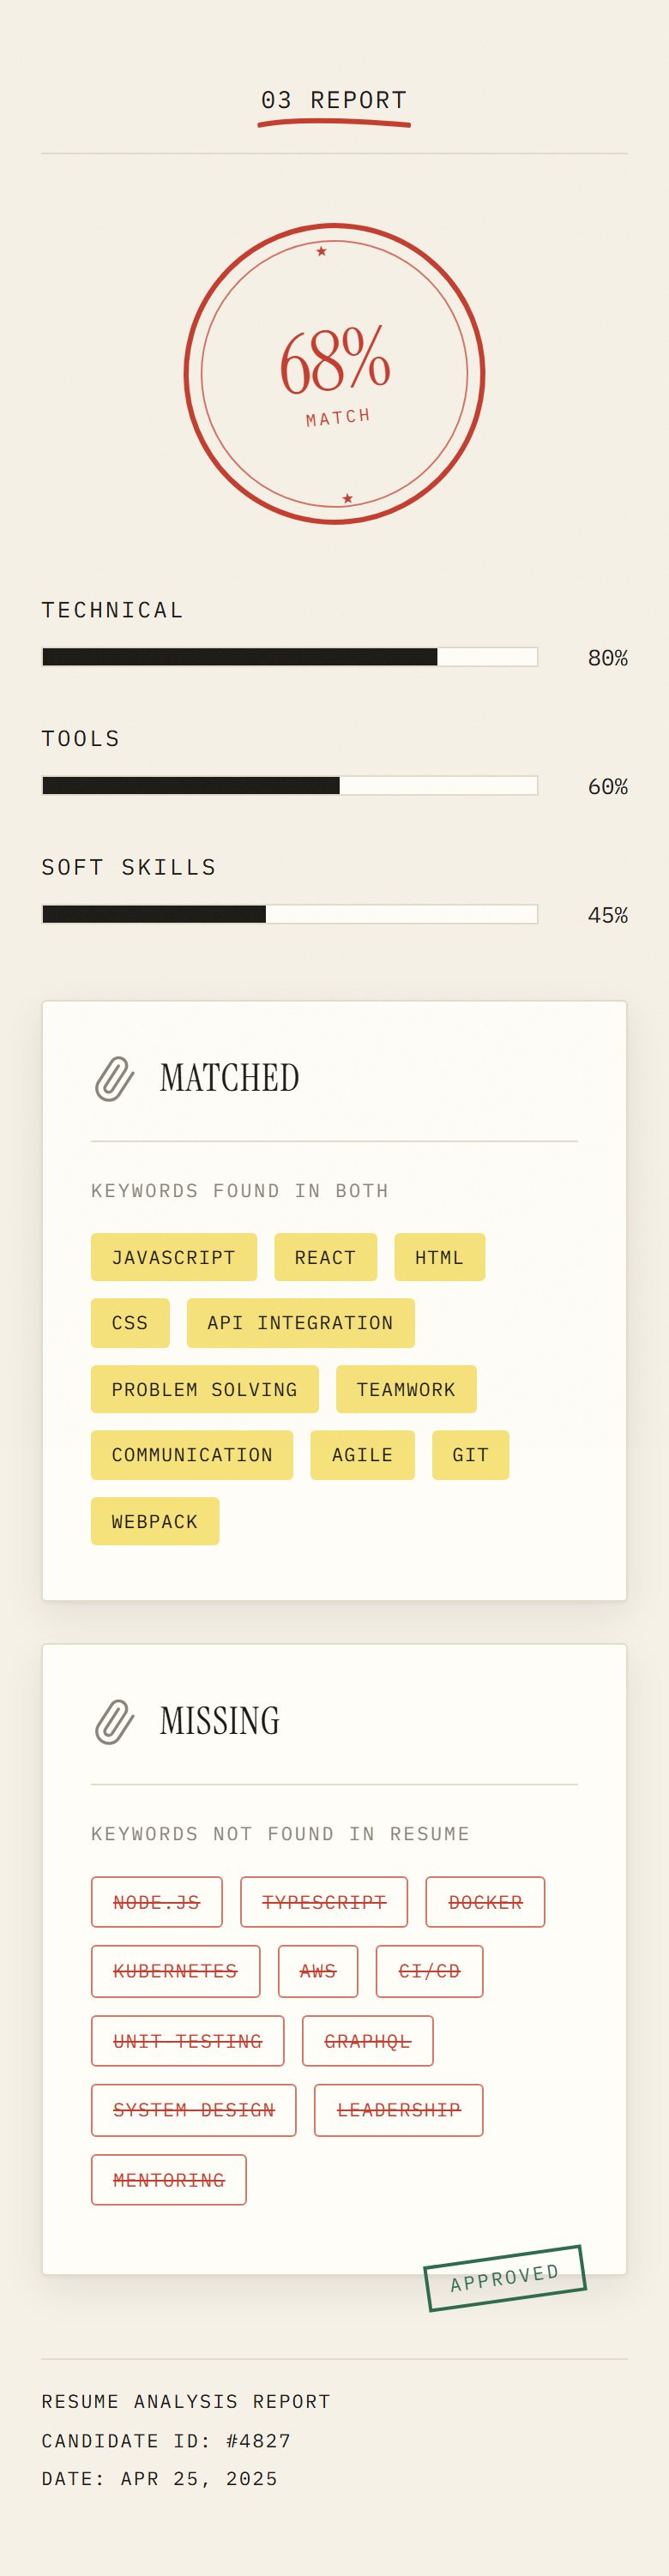 03 REPORT
68%
MATCH
TECHNICAL
80%
TOOLS
60%
SOFT SKILLS
45%
MATCHED
KEYWORDS FOUND IN BOTH
JAVASCRIPT REACT HTML
CSS API INTEGRATION
PROBLEM SOLVING TEAMWORK
COMMUNICATION AGILE GIT
WEBPACK
MISSING
KEYWORDS NOT FOUND IN RESUME
NODE.JS TYPESCRIPT DOCKER
KUBERNETES AWS CI/CD
UNIT TESTING GRAPHQL
SYSTEM DESIGN LEADERSHIP
MENTORING
APPROVED
RESUME ANALYSIS REPORT
CANDIDATE ID: #4827
DATE: APR 25, 2025